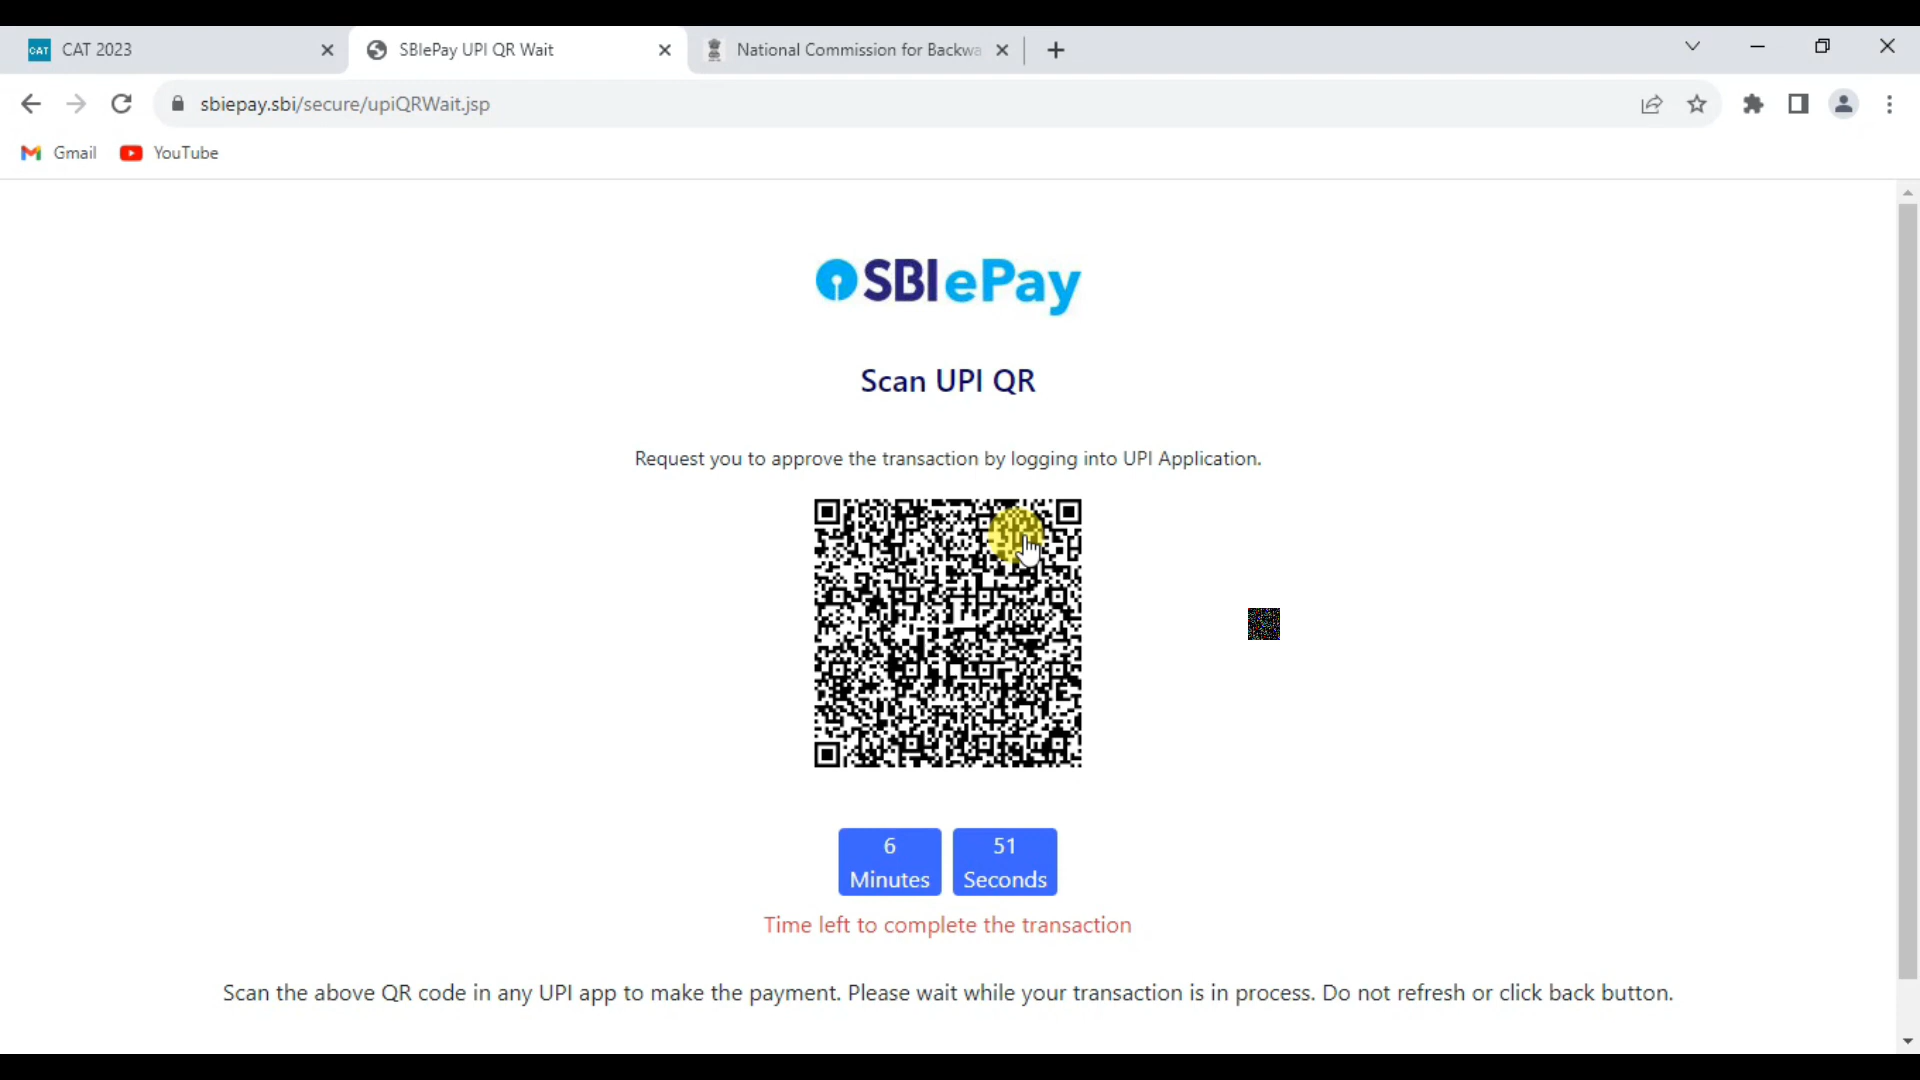 CAT CAT 2023
SBIePay UPI QR Wait
National Commission for Backwa
sbiepay.sbi/secure/upiQRWait.jsp
Gmail
YouTube
SBI ePay
Scan UPI QR
Request you to approve the transaction by logging into UPI Application.
6 Minutes
51 Seconds
Time left to complete the transaction
Scan the above QR code in any UPI app to make the payment. Please wait while your transaction is in process. Do not refresh or click back button.